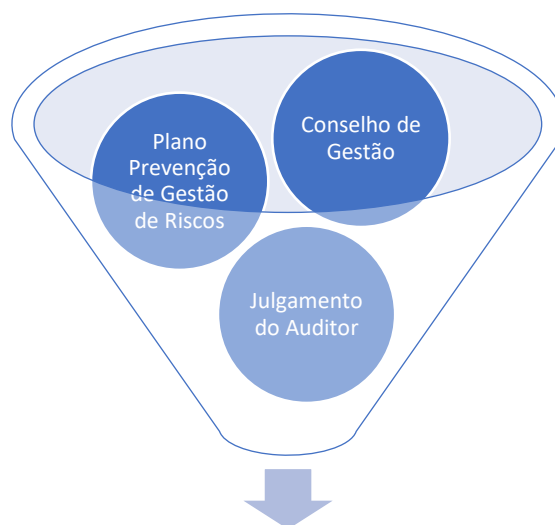 Plano
Prevenção
de Gestão
de Riscos
Conselho de
Gestão
Julgamento
do Auditor